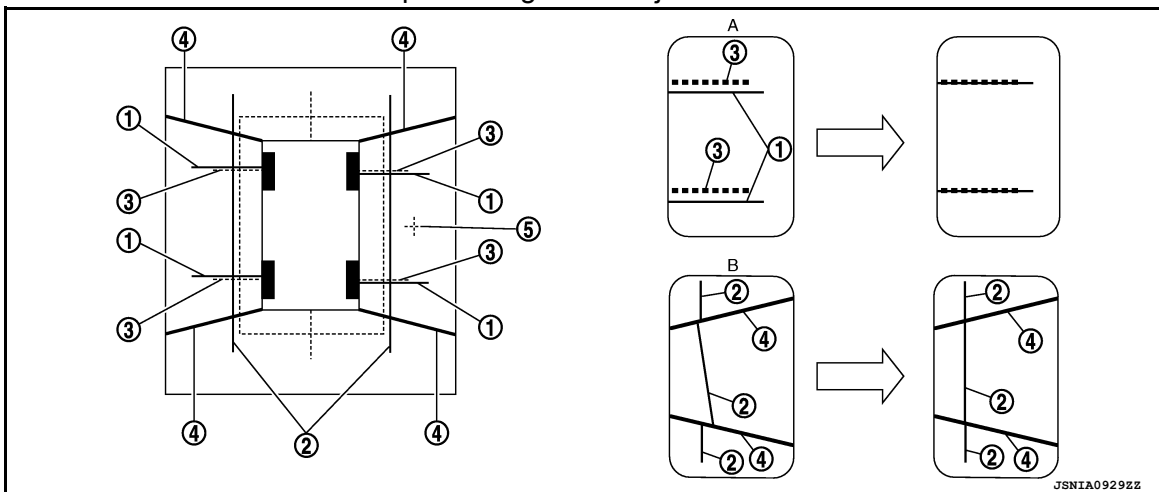 ④ ④
①
③
③ ①
⑤
① ③
③ ①
④ ② ④
A
③
③ ①
B
② ②
④ ④
② ②
② ④ ② ④
JSNIA0929ZZ